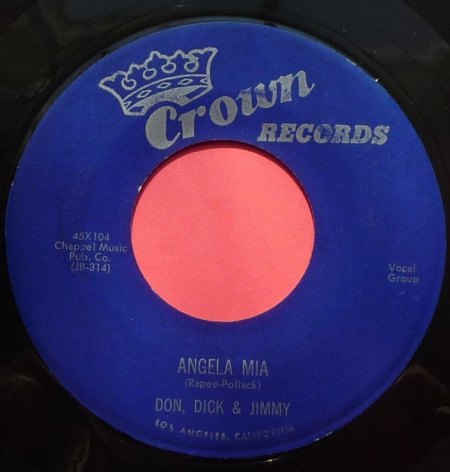 Crown
RECORDS
45X104
Chappel Music
Pub. Co.
(JB-314)
Vocal
Group
ANGELA MIA
(Rapee-Pollack)
DON, DICK & JIMMY
LOS ANGELES, CALIFORNIA